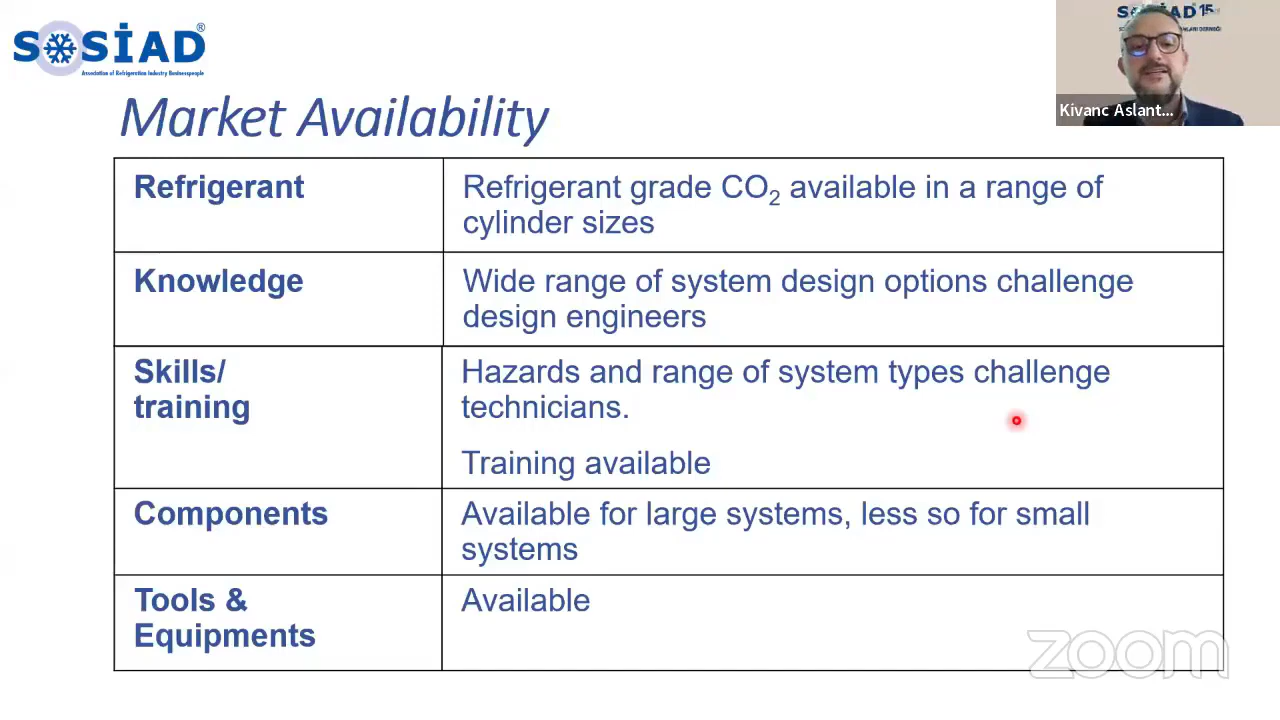 SOSİAD®
Association of Refrigeration Industry Businesspeople
Market Availability
Refrigerant
Refrigerant grade CO₂ available in a range of
cylinder sizes
Knowledge
Wide range of system design options challenge
design engineers
Skills/
training
Hazards and range of system types challenge
technicians.
Training available
Components
Available for large systems, less so for small
systems
Tools &
Equipments
Available
Kivanc Aslant...
zoom